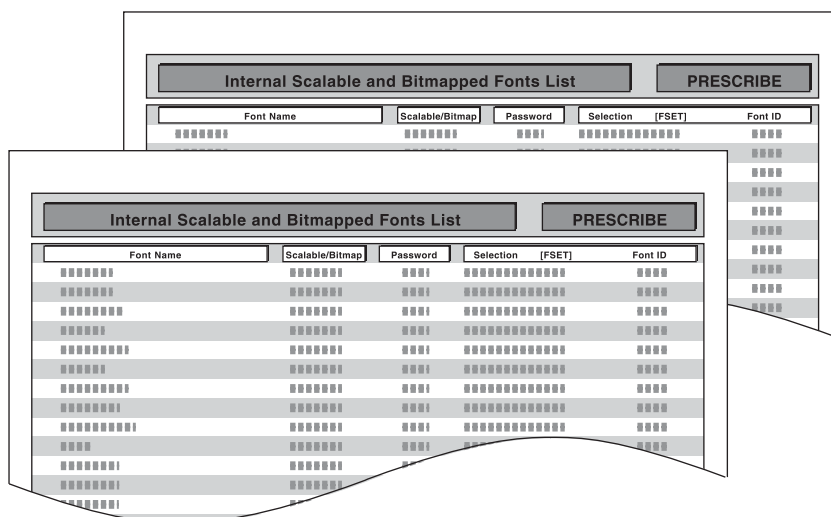 Internal Scalable and Bitmapped Fonts List PRESCRIBE
Font Name Scalable/Bitmap Password Selection [FSET] Font ID
Internal Scalable and Bitmapped Fonts List PRESCRIBE
Font Name Scalable/Bitmap Password Selection [FSET] Font ID